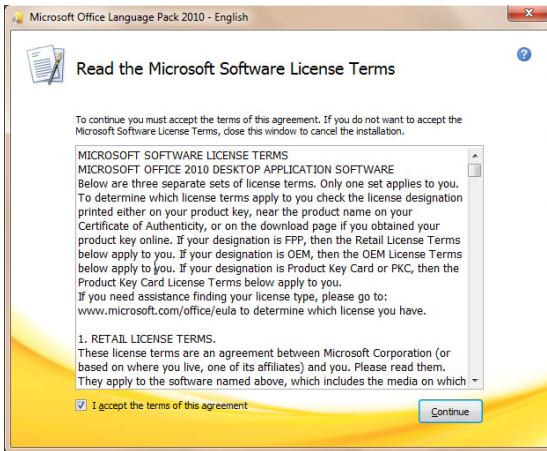 Microsoft Office Language Pack 2010 - English
Read the Microsoft Software License Terms
To continue you must accept the terms of this agreement. If you do not want to accept the
Microsoft Software License Terms, close this window to cancel the installation.
MICROSOFT SOFTWARE LICENSE TERMS
MICROSOFT OFFICE 2010 DESKTOP APPLICATION SOFTWARE
Below are three separate sets of license terms. Only one set applies to you.
To determine which license terms apply to you check the license designation
printed either on your product key, near the product name on your
Certificate of Authenticity, or on the download page if you obtained your
product key online. If your designation is FPP, then the Retail License Terms
below apply to you. If your designation is OEM, then the OEM License Terms
below apply to you. If your designation is Product Key Card or PKC, then the
Product Key Card License Terms below apply to you.
If you need assistance finding your license type, please go to:
www.microsoft.com/office/eula to determine which license you have.
1. RETAIL LICENSE TERMS.
These license terms are an agreement between Microsoft Corporation (or
based on where you live, one of its affiliates) and you. Please read them.
They apply to the software named above, which includes the media on which
I accept the terms of this agreement
Continue